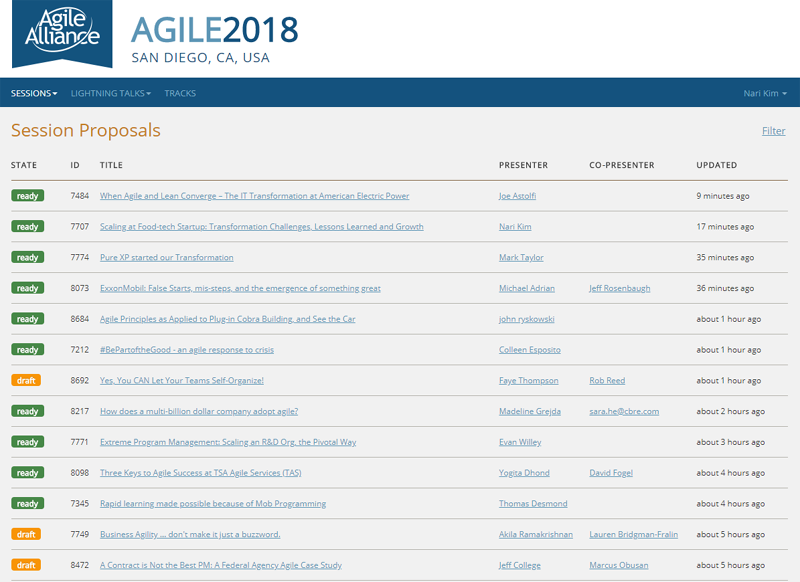 Agile
Alliance
AGILE2018
SAN DIEGO, CA, USA
SESSIONS LIGHTNING TALKS TRACKS Nari Kim
Session Proposals Filter
STATE ID TITLE PRESENTER CO-PRESENTER UPDATED
ready 7484 When Agile and Lean Converge – The IT Transformation at American Electric Power Joe Astolfi 9 minutes ago
ready 7707 Scaling at Food-tech Startup: Transformation Challenges, Lessons Learned and Growth Nari Kim 17 minutes ago
ready 7774 Pure XP started our Transformation Mark Taylor 35 minutes ago
ready 8073 ExxonMobil: False Starts, mis-steps, and the emergence of something great Michael Adrian Jeff Rosenbaugh 36 minutes ago
ready 8684 Agile Principles as Applied to Plug-in Cobra Building, and See the Car john ryskowski about 1 hour ago
ready 7212 #BePartoftheGood - an agile response to crisis Colleen Esposito about 1 hour ago
draft 8692 Yes, You CAN Let Your Teams Self-Organize! Faye Thompson Rob Reed about 1 hour ago
ready 8217 How does a multi-billion dollar company adopt agile? Madeline Grejda sara.he@cbre.com about 2 hours ago
ready 7771 Extreme Program Management: Scaling an R&D Org, the Pivotal Way Evan Willey about 3 hours ago
ready 8098 Three Keys to Agile Success at TSA Agile Services (TAS) Yogita Dhond David Fogel about 4 hours ago
ready 7345 Rapid learning made possible because of Mob Programming Thomas Desmond about 4 hours ago
draft 7749 Business Agility ... don't make it just a buzzword. Akila Ramakrishnan Lauren Bridgman-Fralin about 5 hours ago
draft 8472 A Contract is Not the Best PM: A Federal Agency Agile Case Study Jeff College Marcus Obusan about 5 hours ago